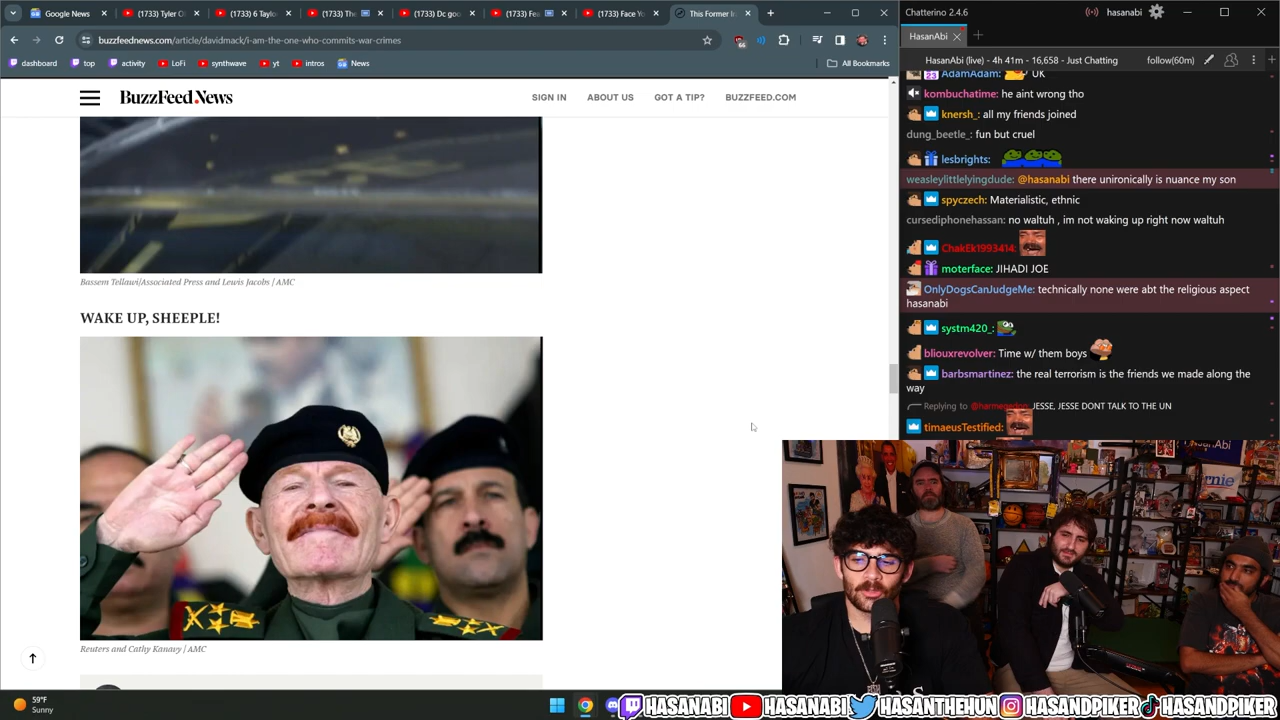 Google News
(1733) Tyler O
(1733) 6 Taylo
(1733) The
(1733) Dc goo
(1733) Fea
(1733) Face Yo
This Former Ir
buzzfeednews.com/article/davidmack/i-am-the-one-who-commits-war-crimes
dashboard
top
activity
LoFi
synthwave
yt
intros
News
All Bookmarks
BuzzFeed.News
SIGN IN
ABOUT US
GOT A TIP?
BUZZFEED.COM
Bassem Tellawi/Associated Press and Lewis Jacobs / AMC
WAKE UP, SHEEPLE!
Reuters and Cathy Kanavy / AMC
59°F
Sunny
Chatterino 2.4.6
hasanabi
HasanAbi
HasanAbi (live) - 4h 41m - 16,658 - Just Chatting
follow(60m)
AdamAdam: UK
kombuchatime: he aint wrong tho
knersh_: all my friends joined
dung_beetle_: fun but cruel
lesbrights:
weasleylittlelyingdude: @hasanabi there unironically is nuance my son
spyczech: Materialistic, ethnic
cursediphonehassan: no waltuh , im not waking up right now waltuh
ChakEk1993414:
moterface: JIHADI JOE
OnlyDogsCanJudgeMe: technically none were abt the religious aspect
hasanabi
systm420_:
bliouxrevolver: Time w/ them boys
barbsmartinez: the real terrorism is the friends we made along the
way
Replying to JESSE, JESSE DONT TALK TO THE UN
timaeusTestified:
HASANABI
HASANABI
HASANTHEHUN
HASANDPIKER
HASANDPIKER